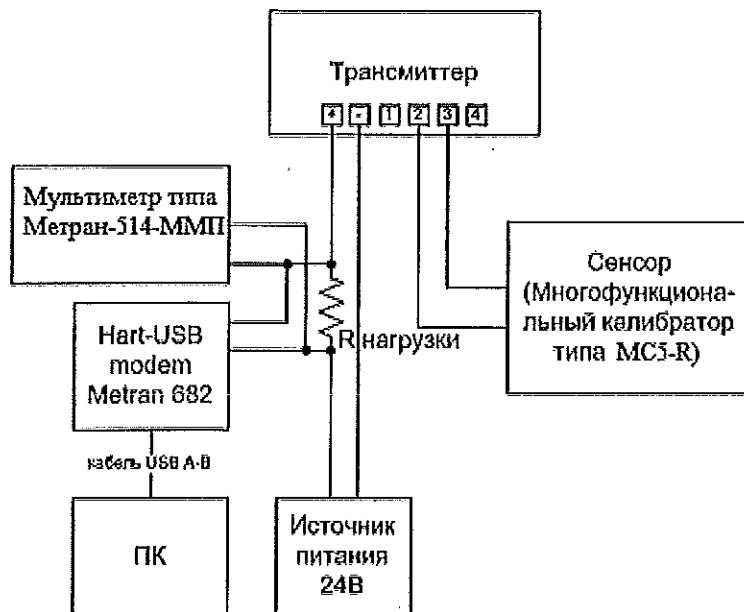 Трансмиттер
+ - 1 2 3 4
Мультиметр типа
Метран-514-ММП
Сенсор
(Многофункциона-
льный калибратор
типа MC5-R)
Hart-USB
modem
Metran 682
R нагрузки
кабель USB A-B
ПК
Источник
питания
24В